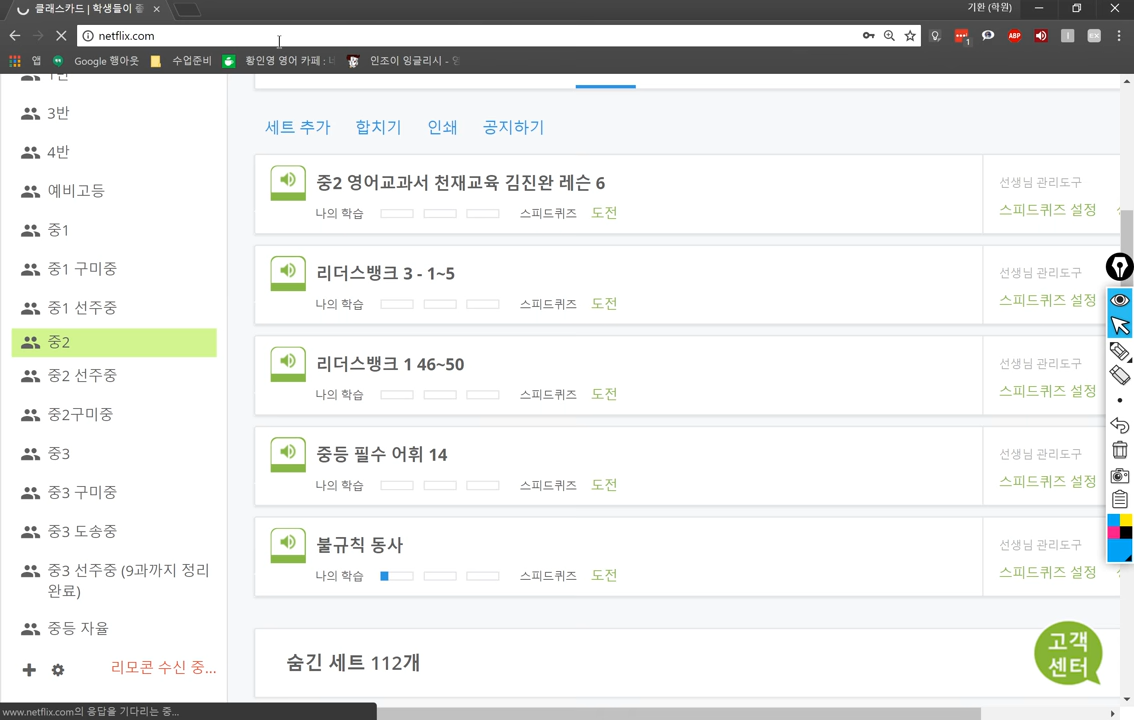 클래스카드 | 학생들이
기환 (학원)
netflix.com
앱
Google 행아웃
수업준비
황인영 영어 카페 : 네
인조이 잉글리시 -
1반
3반
4반
예비고등
중1
중1 구미중
중1 선주중
중2
중2 선주중
중2구미중
중3
중3 구미중
중3 도송중
중3 선주중 (9과까지 정리
완료)
중등 자율
리모콘 수신 중...
세트 추가 합치기 인쇄 공지하기
중2 영어교과서 천재교육 김진완 레슨 6
나의 학습 스피드퀴즈 도전
선생님 관리도구
스피드퀴즈 설정
리더스뱅크 3 - 1~5
나의 학습 스피드퀴즈 도전
선생님 관리도구
스피드퀴즈 설정
리더스뱅크 1 46~50
나의 학습 스피드퀴즈 도전
선생님 관리도구
스피드퀴즈 설정
중등 필수 어휘 14
나의 학습 스피드퀴즈 도전
선생님 관리도구
스피드퀴즈 설정
불규칙 동사
나의 학습 스피드퀴즈 도전
선생님 관리도구
스피드퀴즈 설정
숨긴 세트 112개
고객
센터
www.netflix.com의 응답을 기다리는 중...
ABP
1